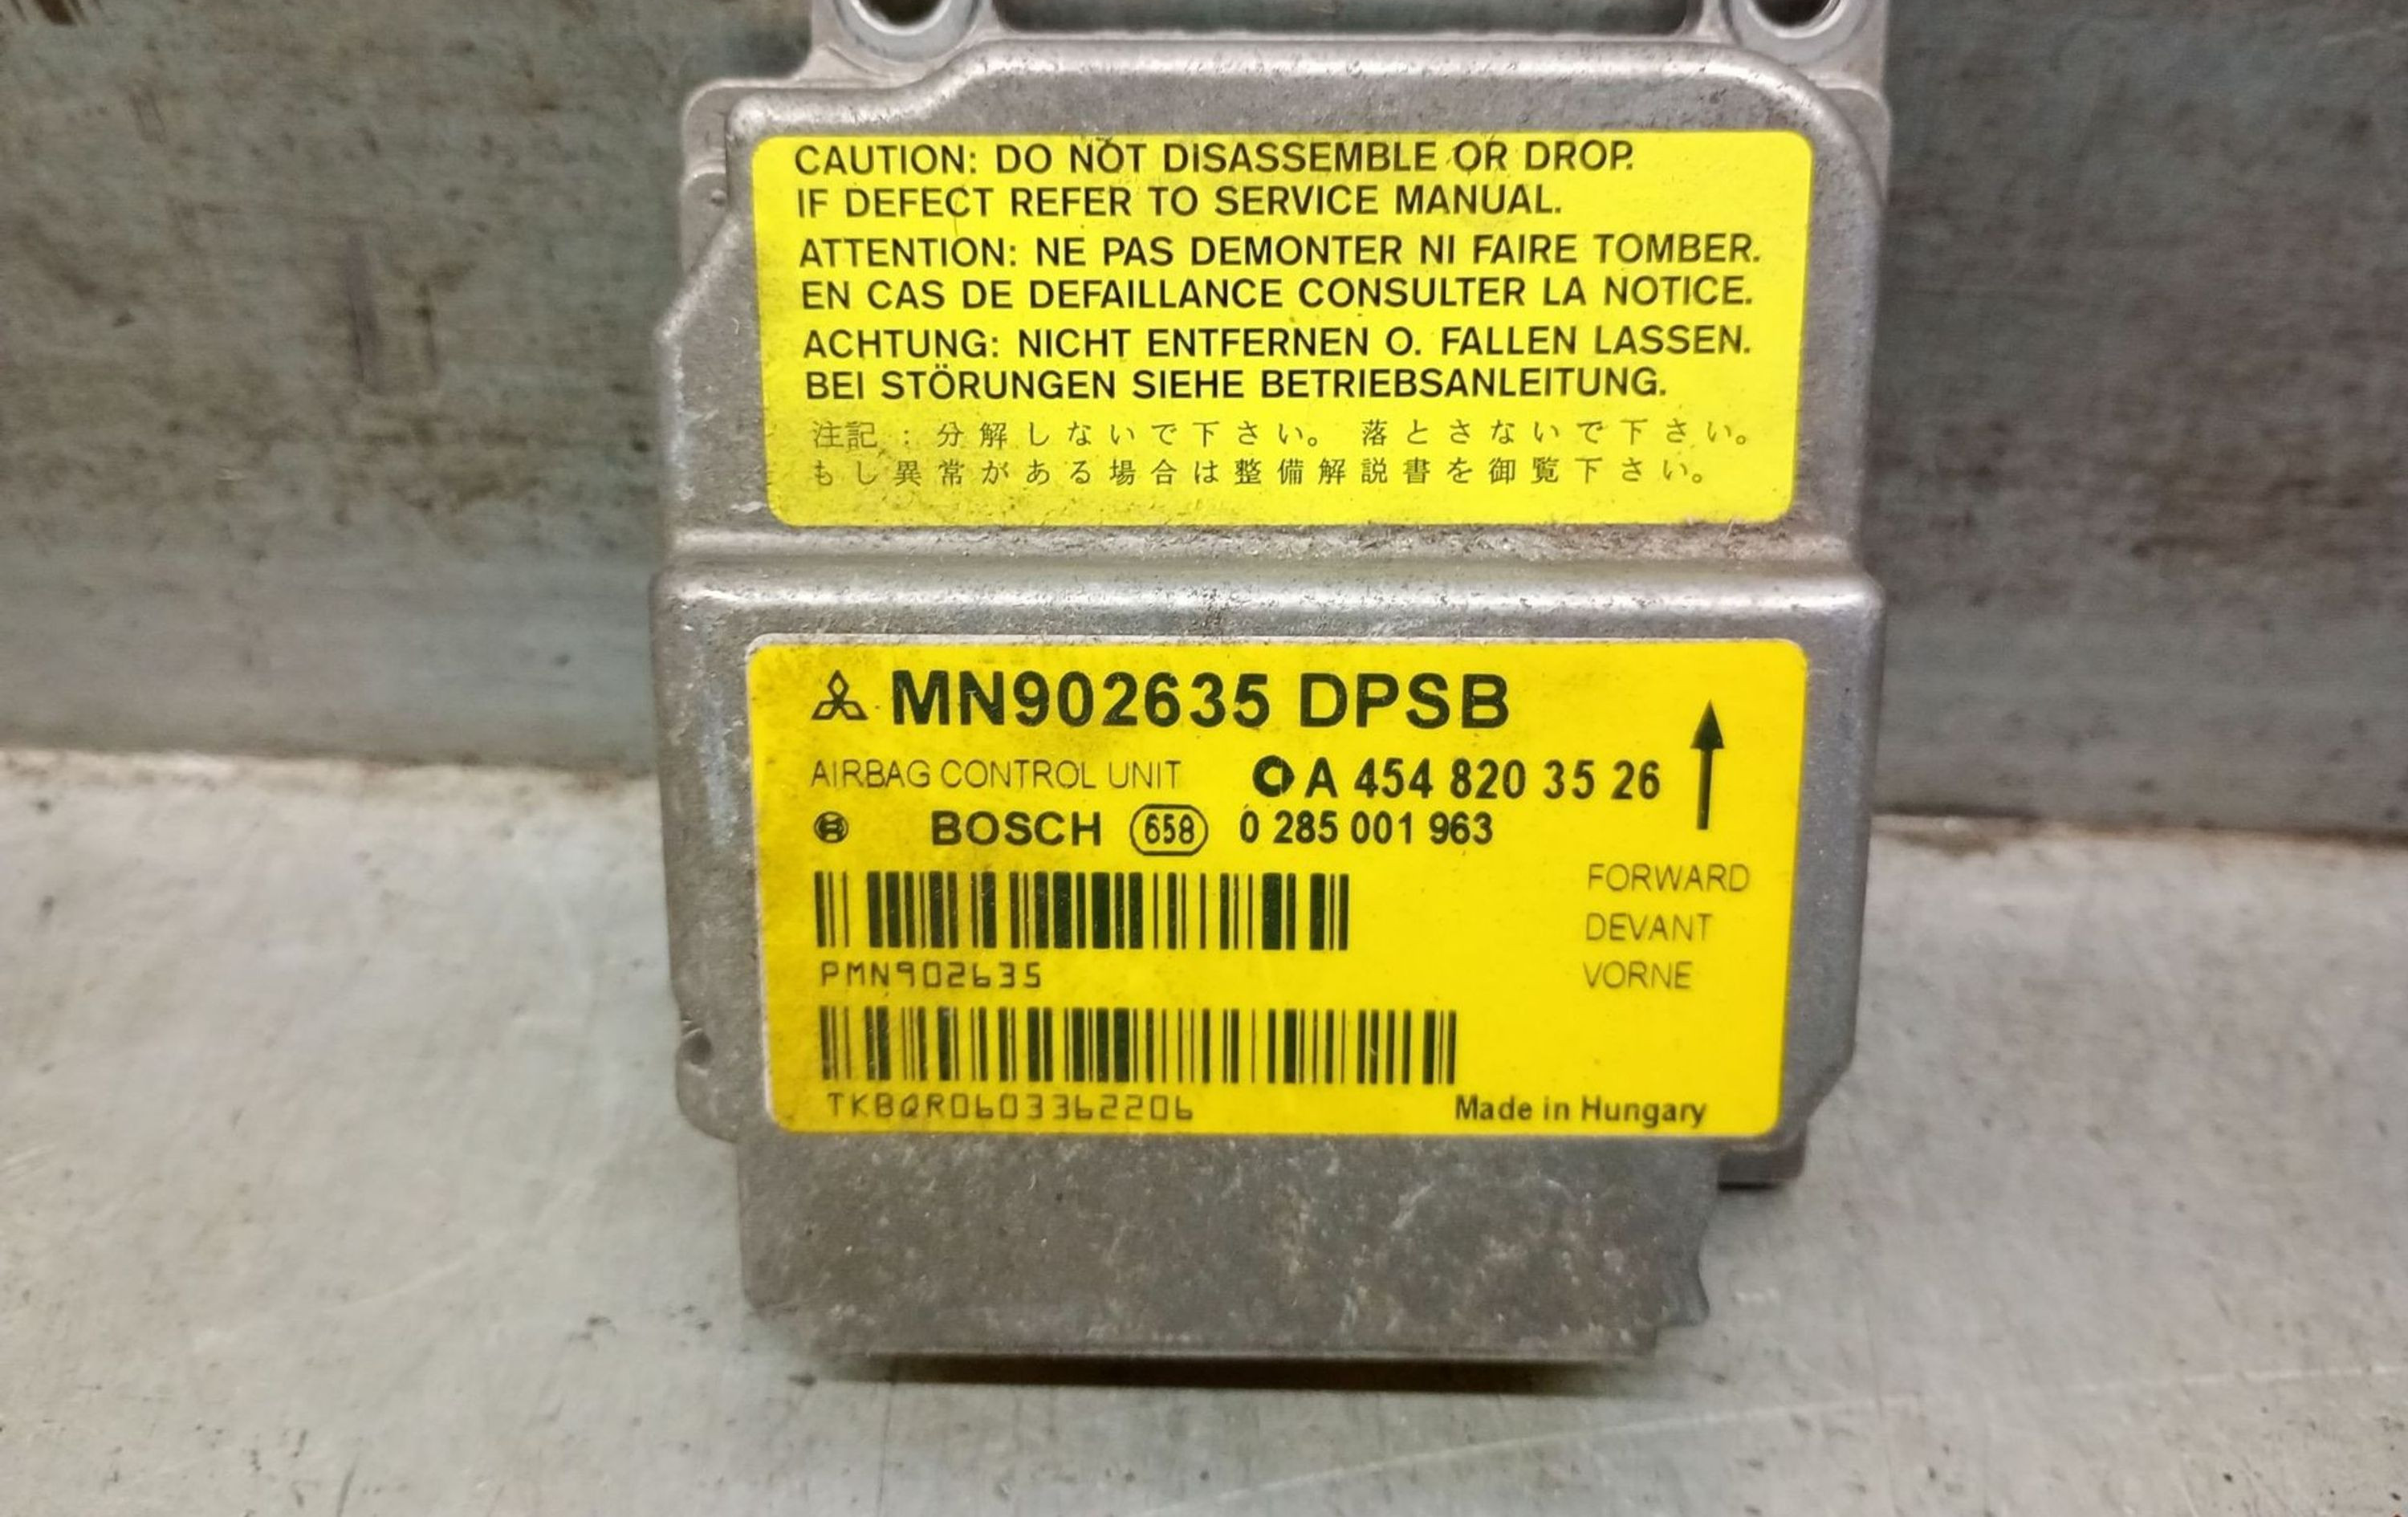 CAUTION: DO NOT DISASSEMBLE OR DROP.
IF DEFECT REFER TO SERVICE MANUAL.
ATTENTION: NE PAS DEMONTER NI FAIRE TOMBER.
EN CAS DE DEFAILLANCE CONSULTER LA NOTICE.
ACHTUNG: NICHT ENTFERNEN O. FALLEN LASSEN.
BEI STÖRUNGEN SIEHE BETRIEBSANLEITUNG.
注記：分解しないで下さい。落とさないで下さい。
もし異常がある場合は整備解説書を御覧下さい。
MN902635 DPSB
AIRBAG CONTROL UNIT A 454 820 35 26
BOSCH 658 0 285 001 963
FORWARD
DEVANT
VORNE
PMN902635
TKBQR0603362206
Made in Hungary